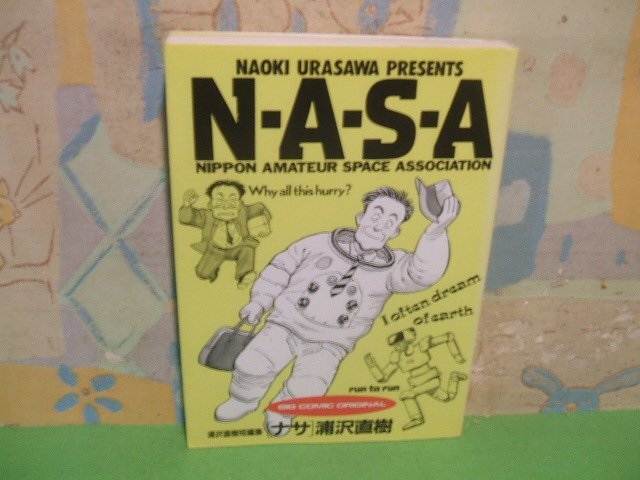 NAOKI URASAWA PRESENTS
N·A·S·A
NIPPON AMATEUR SPACE ASSOCIATION
Why all this hurry?
I often dream
of earth
run to run
BIG COMIC ORIGINAL
浦沢直樹短編集 ナサ 浦沢直樹